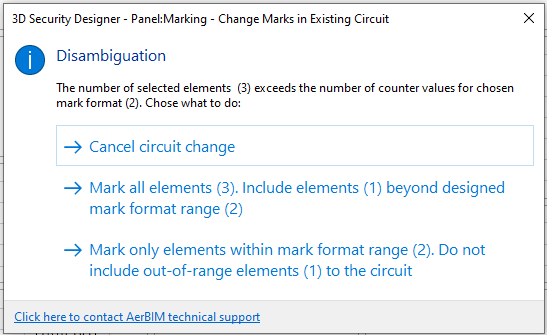 3D Security Designer - Panel:Marking - Change Marks in Existing Circuit
Disambiguation
The number of selected elements  (3) exceeds the number of counter values for chosen
mark format (2). Chose what to do:
Cancel circuit change
Mark all elements (3). Include elements (1) beyond designed
mark format range (2)
Mark only elements within mark format range (2). Do not
include out-of-range elements (1) to the circuit
Click here to contact AerBIM technical support